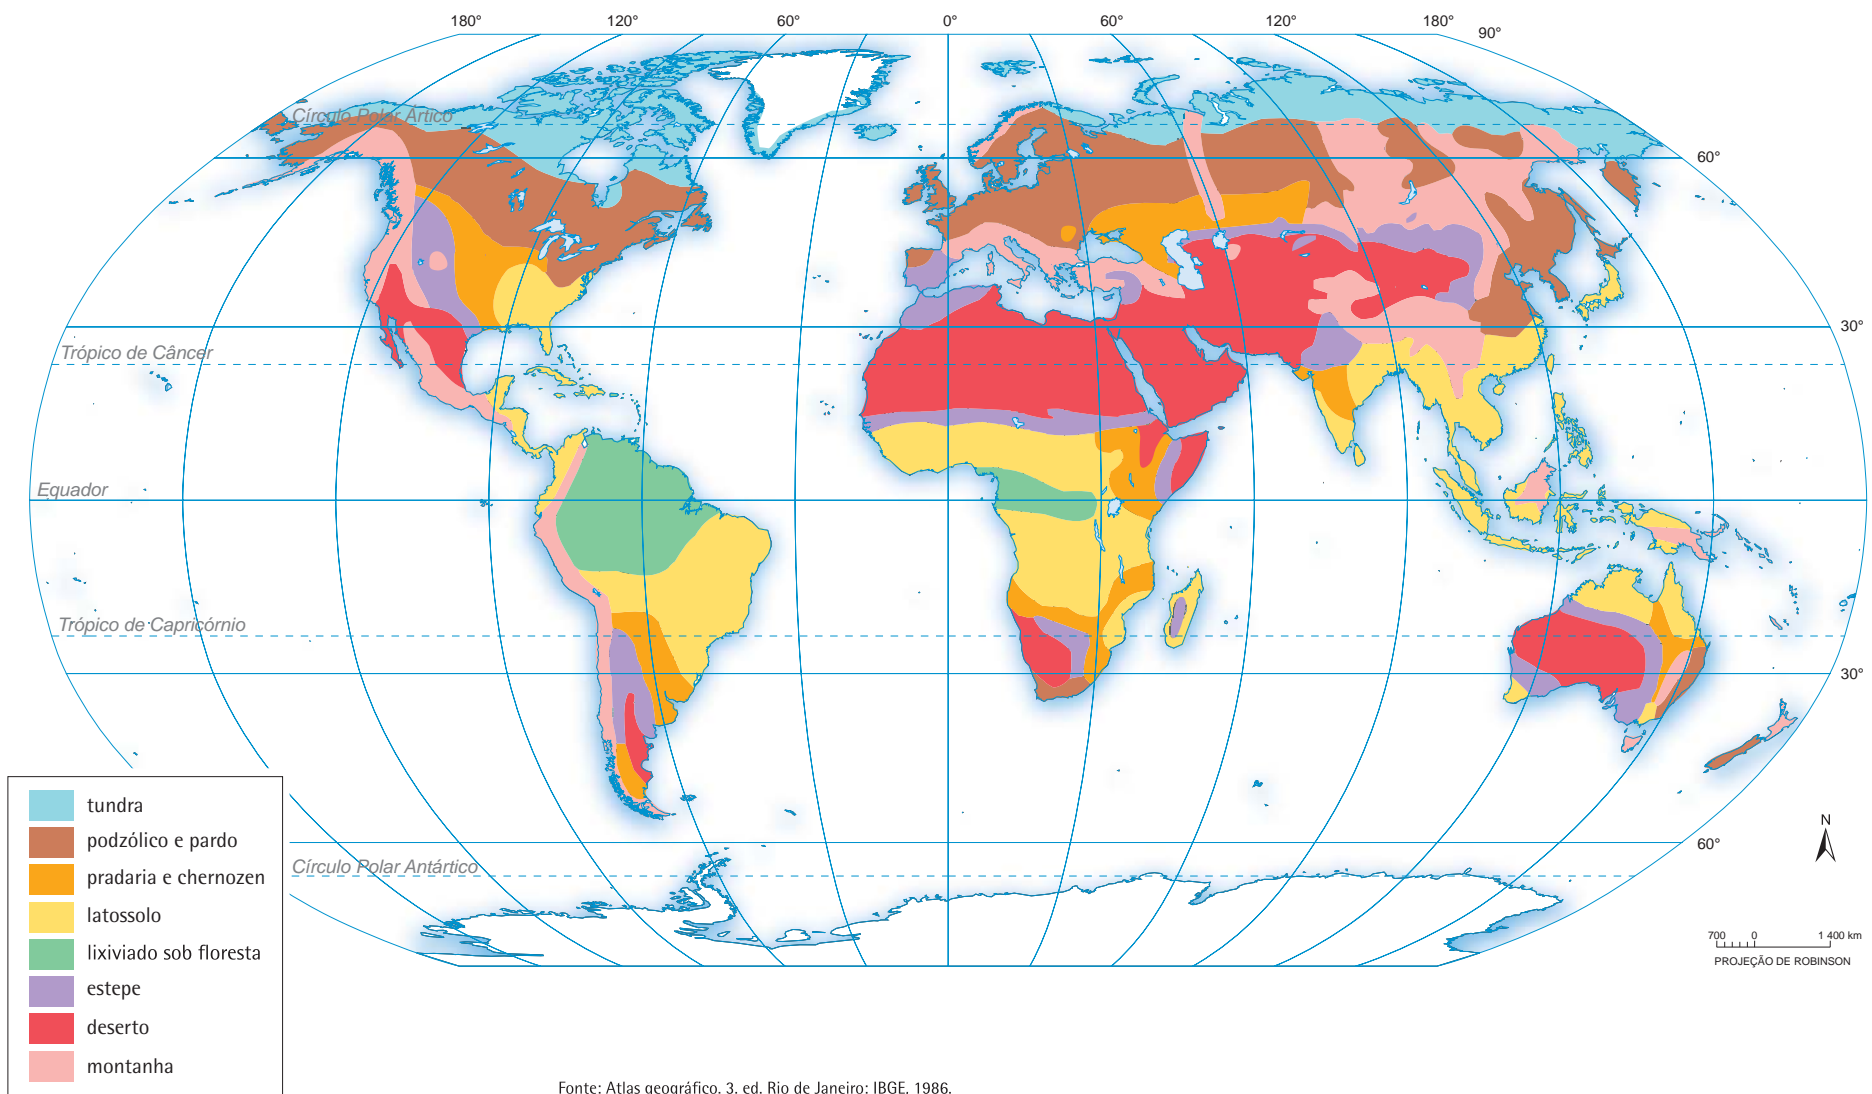 180° 120° 60° 0° 60° 120° 180°
90°
Círculo Polar Ártico
60°
30°
Trópico de Câncer
Equador
Trópico de Capricórnio
30°
60°
Círculo Polar Antártico
N
tundra
podzólico e pardo
pradaria e chernozen
latossolo
lixiviado sob floresta
estepe
deserto
montanha
700 0 1 400 km
PROJEÇÃO DE ROBINSON
Fonte: Atlas geográfico. 3. ed. Rio de Janeiro: IBGE, 1986.